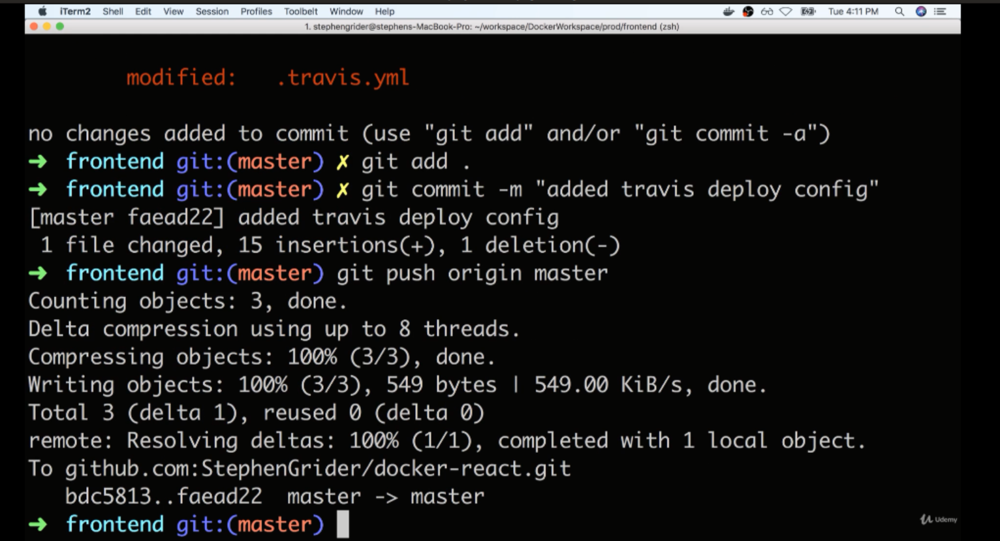 iTerm2 Shell Edit View Session Profiles Toolbelt Window Help Tue 4:11 PM
1. stephengrider@stephens-MacBook-Pro: ~/workspace/DockerWorkspace/prod/frontend (zsh)
modified: .travis.yml
no changes added to commit (use "git add" and/or "git commit -a")
➜ frontend git:(master) ✗ git add .
➜ frontend git:(master) ✗ git commit -m "added travis deploy config"
[master faead22] added travis deploy config
1 file changed, 15 insertions(+), 1 deletion(-)
➜ frontend git:(master) git push origin master
Counting objects: 3, done.
Delta compression using up to 8 threads.
Compressing objects: 100% (3/3), done.
Writing objects: 100% (3/3), 549 bytes | 549.00 KiB/s, done.
Total 3 (delta 1), reused 0 (delta 0)
remote: Resolving deltas: 100% (1/1), completed with 1 local object.
To github.com:StephenGrider/docker-react.git
bdc5813..faead22 master -> master
➜ frontend git:(master)
Udemy